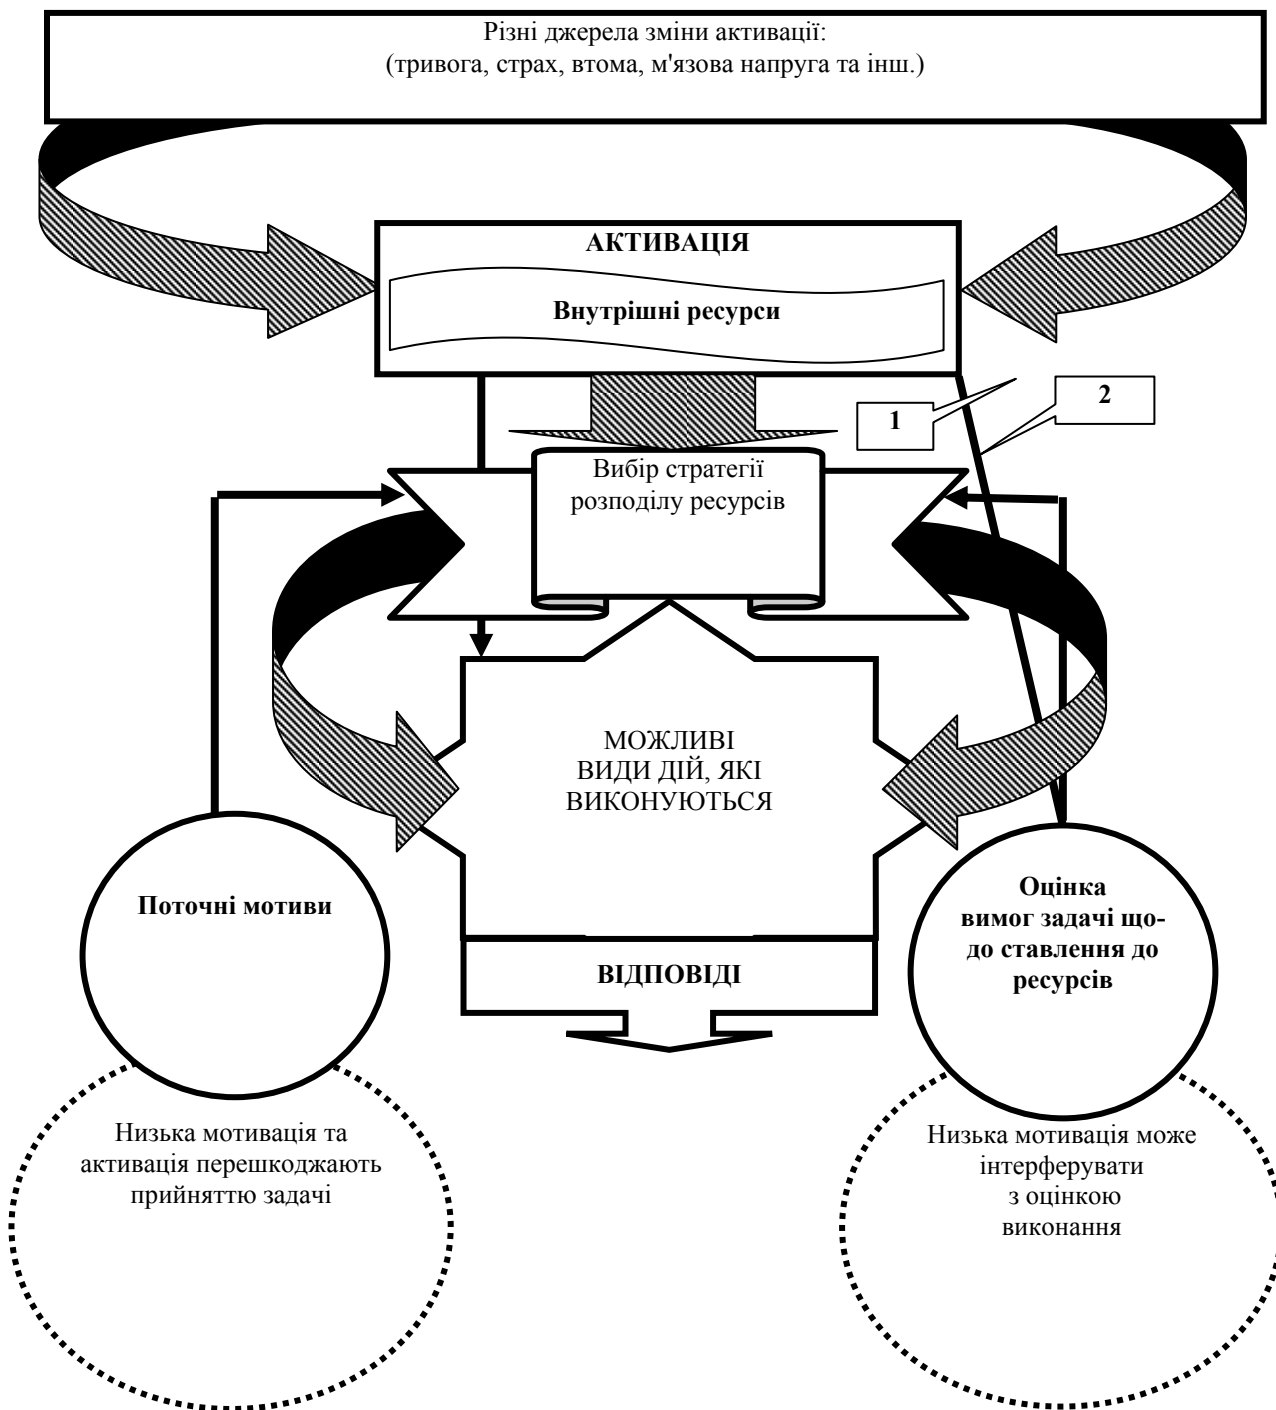 Різні джерела зміни активації:
(тривога, страх, втома, м'язова напруга та інш.)
АКТИВАЦІЯ
Внутрішні ресурси
1
2
Вибір стратегії
розподілу ресурсів
МОЖЛИВІ
ВИДИ ДІЙ, ЯКІ
ВИКОНУЮТЬСЯ
Поточні мотиви
Оцінка
вимог задачі що-
до ставлення до
ресурсів
ВІДПОВІДІ
Низька мотивація та
активація перешкоджають
прийняттю задачі
Низька мотивація може
інтерферувати
з оцінкою
виконання